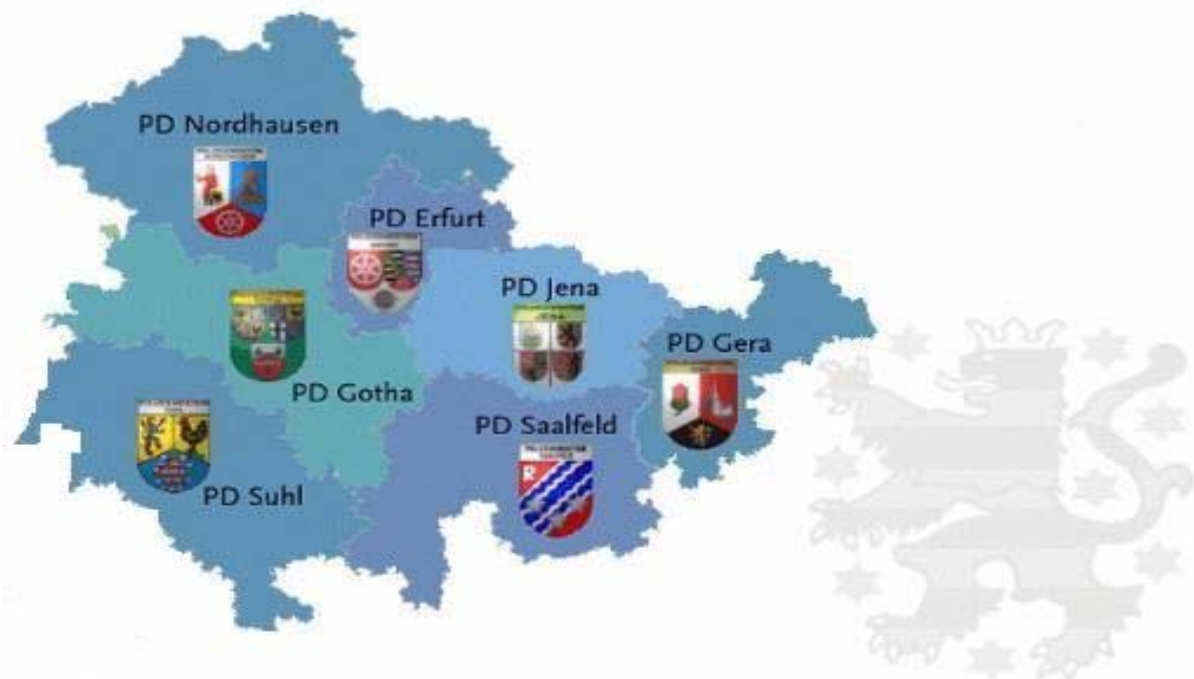 PD Nordhausen
PD Erfurt
PD Jena
PD Gera
PD Gotha
PD Saalfeld
PD Suhl
R